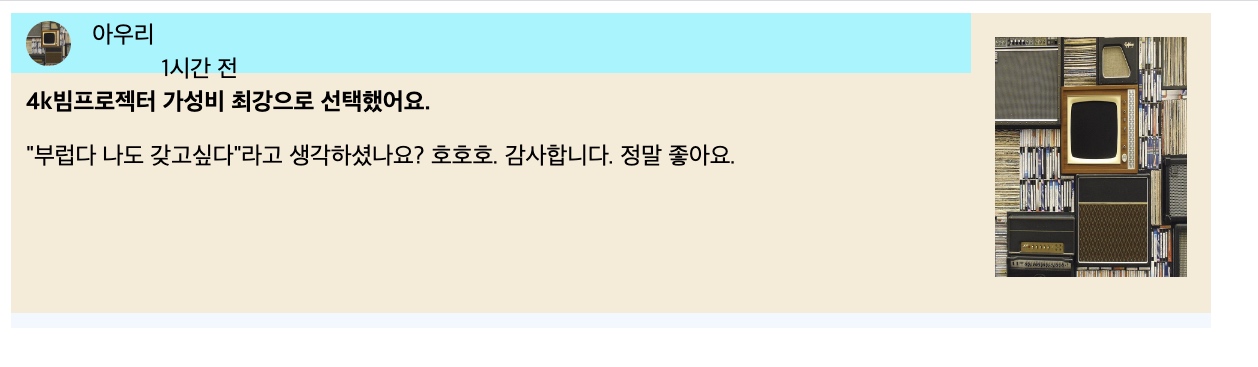 아우리
1시간 전
4k빔프로젝터 가성비 최강으로 선택했어요.
"부럽다 나도 갖고싶다"라고 생각하셨나요? 호호호. 감사합니다. 정말 좋아요.